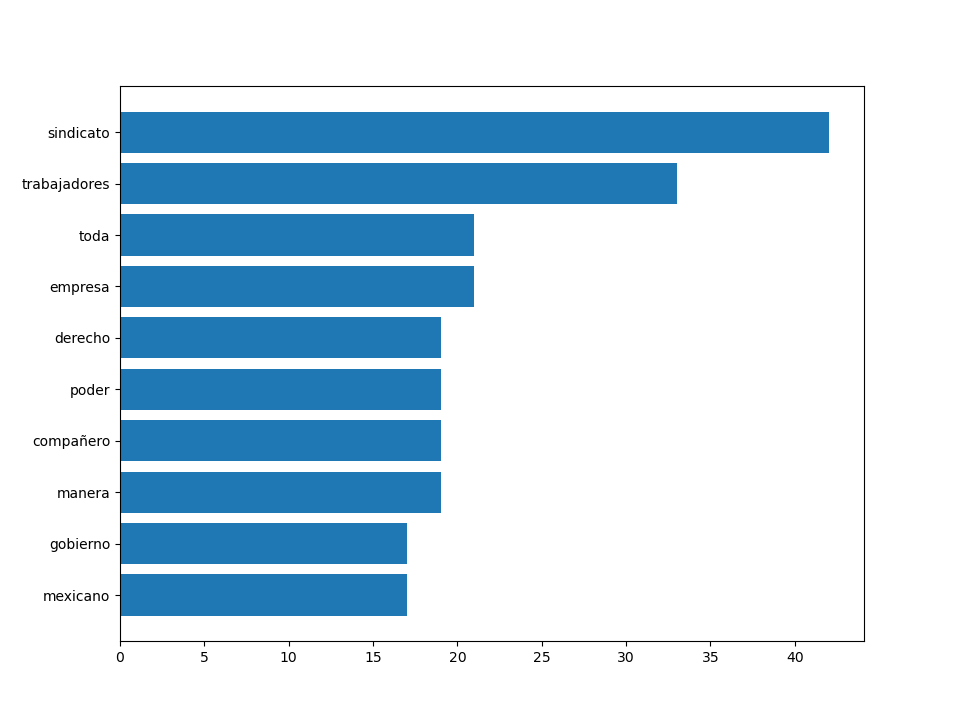 sindicato
trabajadores
toda
empresa
derecho
poder
compañero
manera
gobierno
mexicano
0 5 10 15 20 25 30 35 40